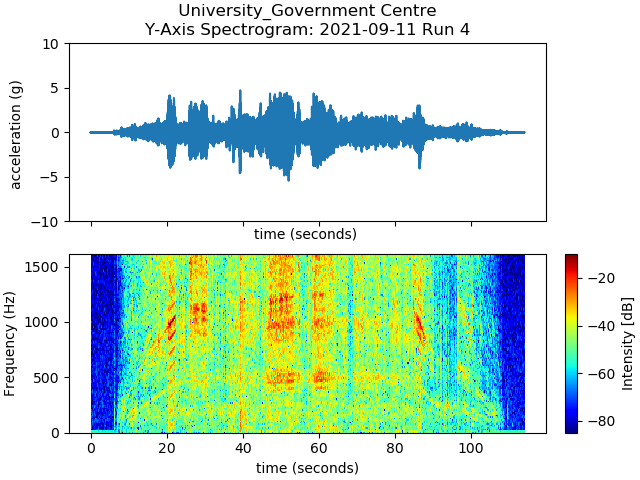 University_Government Centre
Y-Axis Spectrogram: 2021-09-11 Run 4
10
5
0
−5
−10
acceleration (g)
time (seconds)
1500
1000
500
0
Frequency (Hz)
0 20 40 60 80 100
time (seconds)
−20
−40
−60
−80
Intensity [dB]